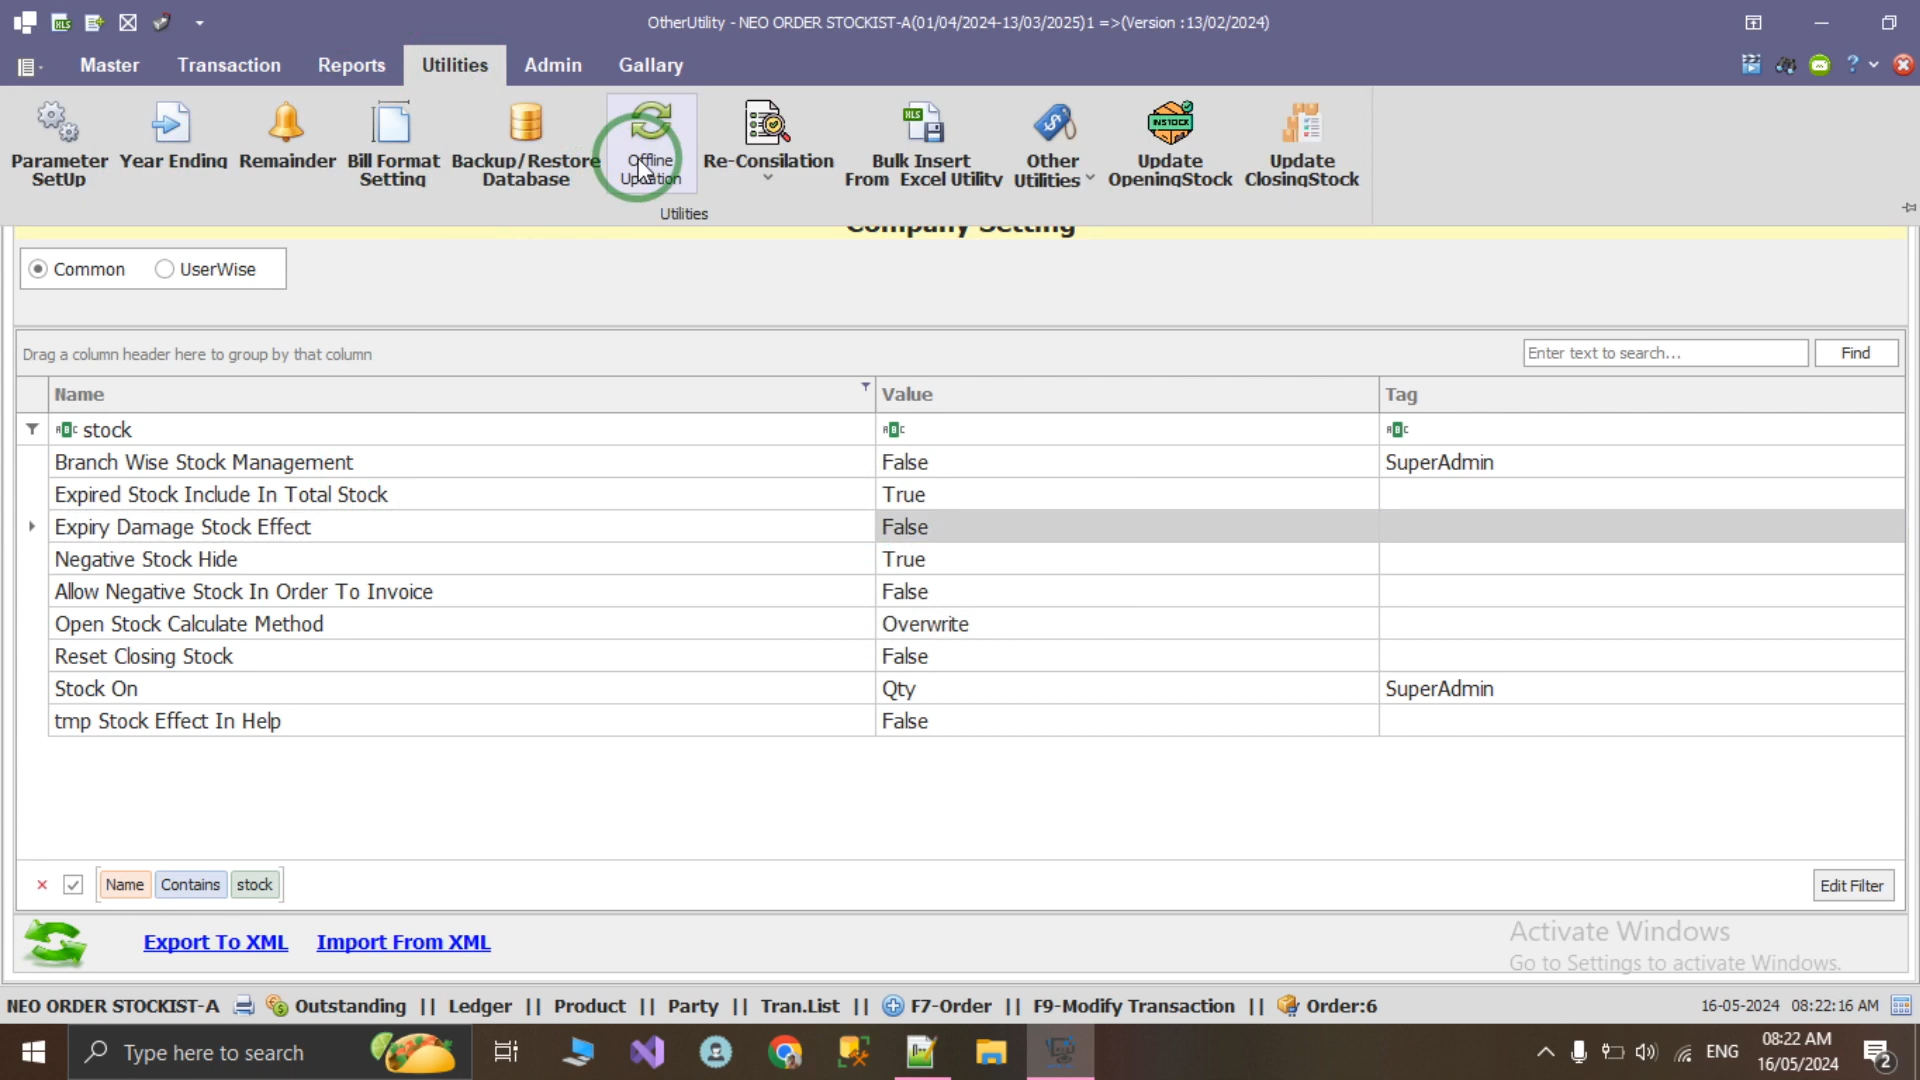 OtherUtility - NEO ORDER STOCKIST-A(01/04/2024-13/03/2025)1 =>(Version :13/02/2024)
Master Transaction Reports Utilities Admin Gallary
Parameter SetUp
Year Ending
Remainder
Bill Format Setting
Backup/Restore Database
Offline Updation
Re-Consilation
XLS
Bulk Insert From Excel Utility
Other Utilities
INSTOCK
Update OpeningStock
Update ClosingStock
Utilities
Company Setting
Common UserWise
Drag a column header here to group by that column
Enter text to search... Find
Name Value Tag
stock
Branch Wise Stock Management False SuperAdmin
Expired Stock Include In Total Stock True
Expiry Damage Stock Effect False
Negative Stock Hide True
Allow Negative Stock In Order To Invoice False
Open Stock Calculate Method Overwrite
Reset Closing Stock False
Stock On Qty SuperAdmin
tmp Stock Effect In Help False
Name Contains stock Edit Filter
Export To XML Import From XML
Activate Windows
Go to Settings to activate Windows.
NEO ORDER STOCKIST-A Outstanding || Ledger || Product || Party || Tran.List || F7-Order || F9-Modify Transaction || Order:6 16-05-2024 08:22:16 AM
Type here to search ENG 08:22 AM
16/05/2024
2